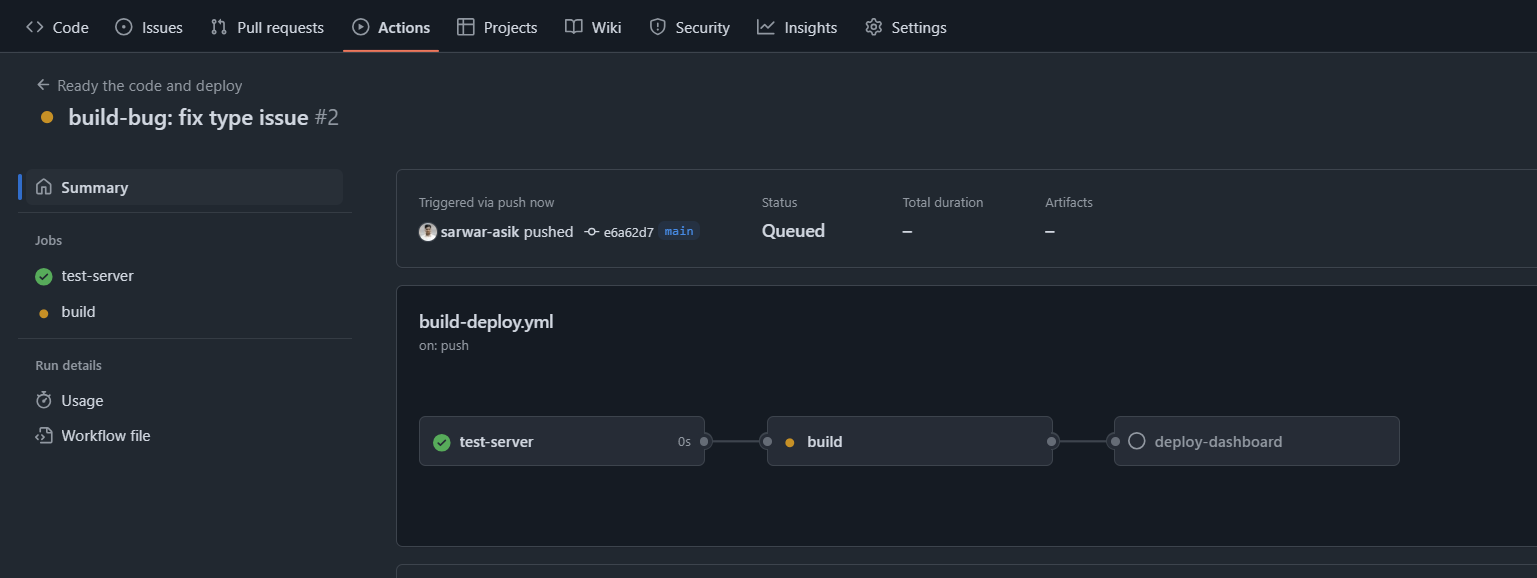 Code Issues Pull requests Actions Projects Wiki Security Insights Settings
Ready the code and deploy
build-bug: fix type issue #2
Summary
Jobs
test-server
build
Run details
Usage
Workflow file
Triggered via push now
sarwar-asik pushed e6a62d7 main
Status
Queued
Total duration
–
Artifacts
–
build-deploy.yml
on: push
test-server 0s
build
deploy-dashboard